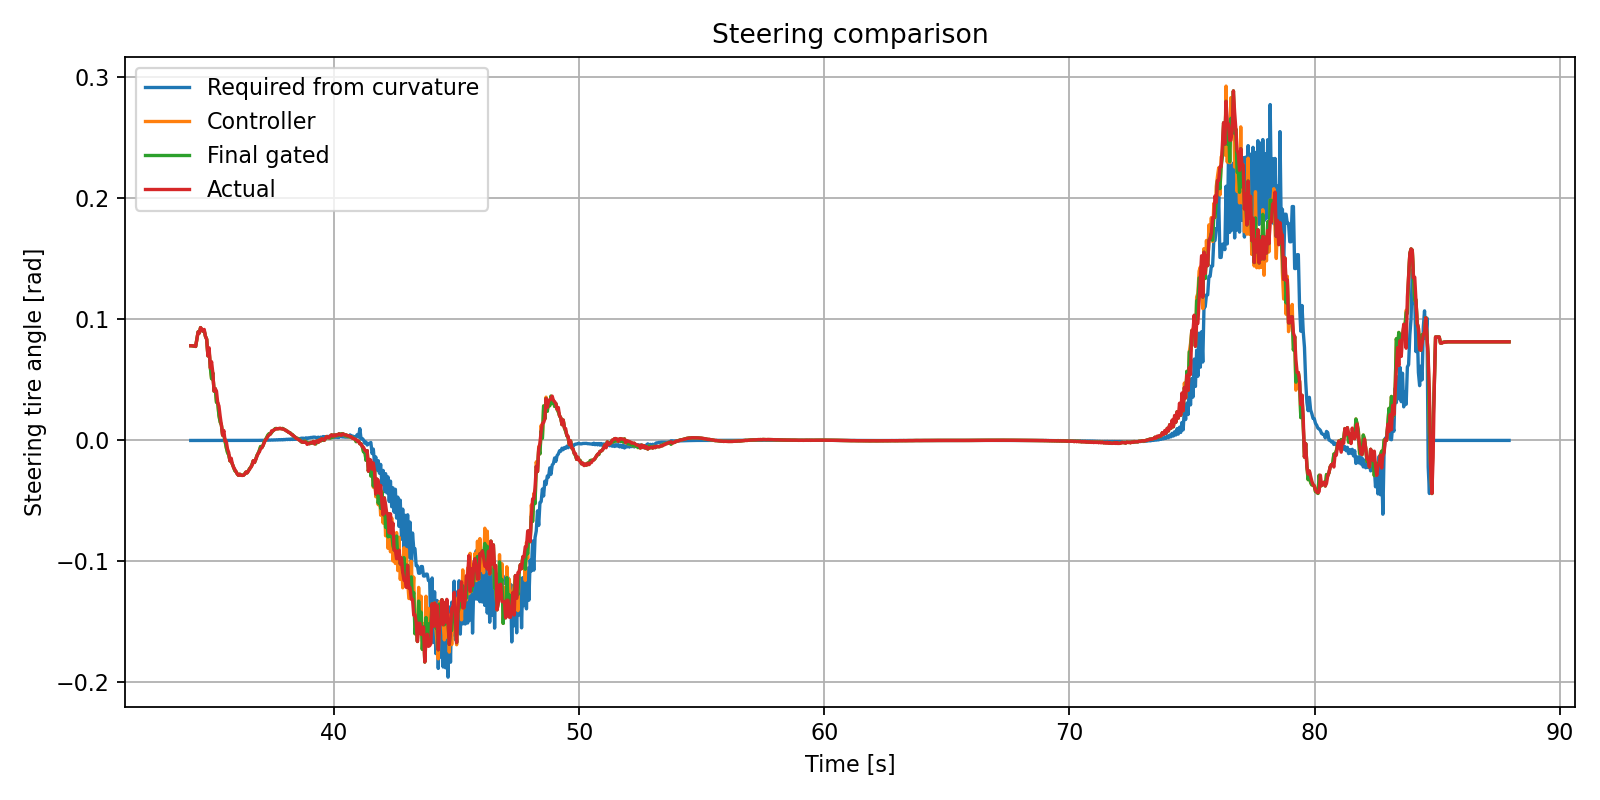 Steering comparison
Required from curvature
Controller
Final gated
Actual
Steering tire angle [rad]
0.3
0.2
0.1
0.0
−0.1
−0.2
40
50
60
70
80
90
Time [s]